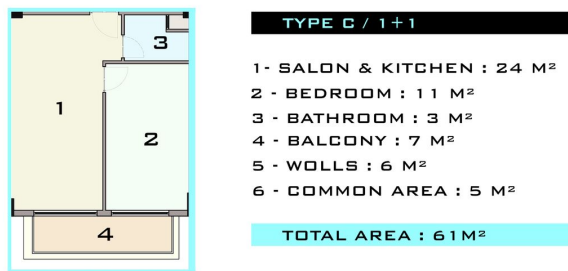 1
2
3
4
TYPE C / 1+1
1- SALON & KITCHEN : 24 M²
2 - BEDROOM : 11 M²
3 - BATHROOM : 3 M²
4 - BALCONY : 7 M²
5 - WOLLS : 6 M²
6 - COMMON AREA : 5 M²
TOTAL AREA : 61M²